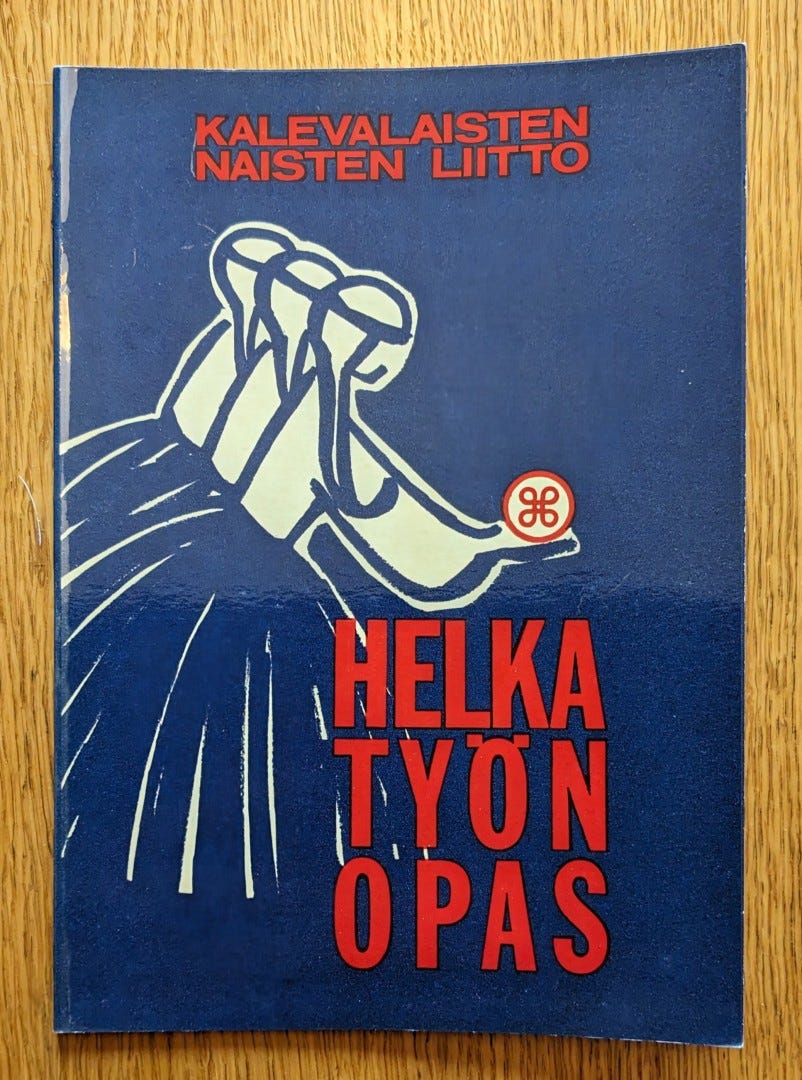 KALEVALAISTEN
NAISTEN LIITTO
HELKA
TYÖN
OPAS